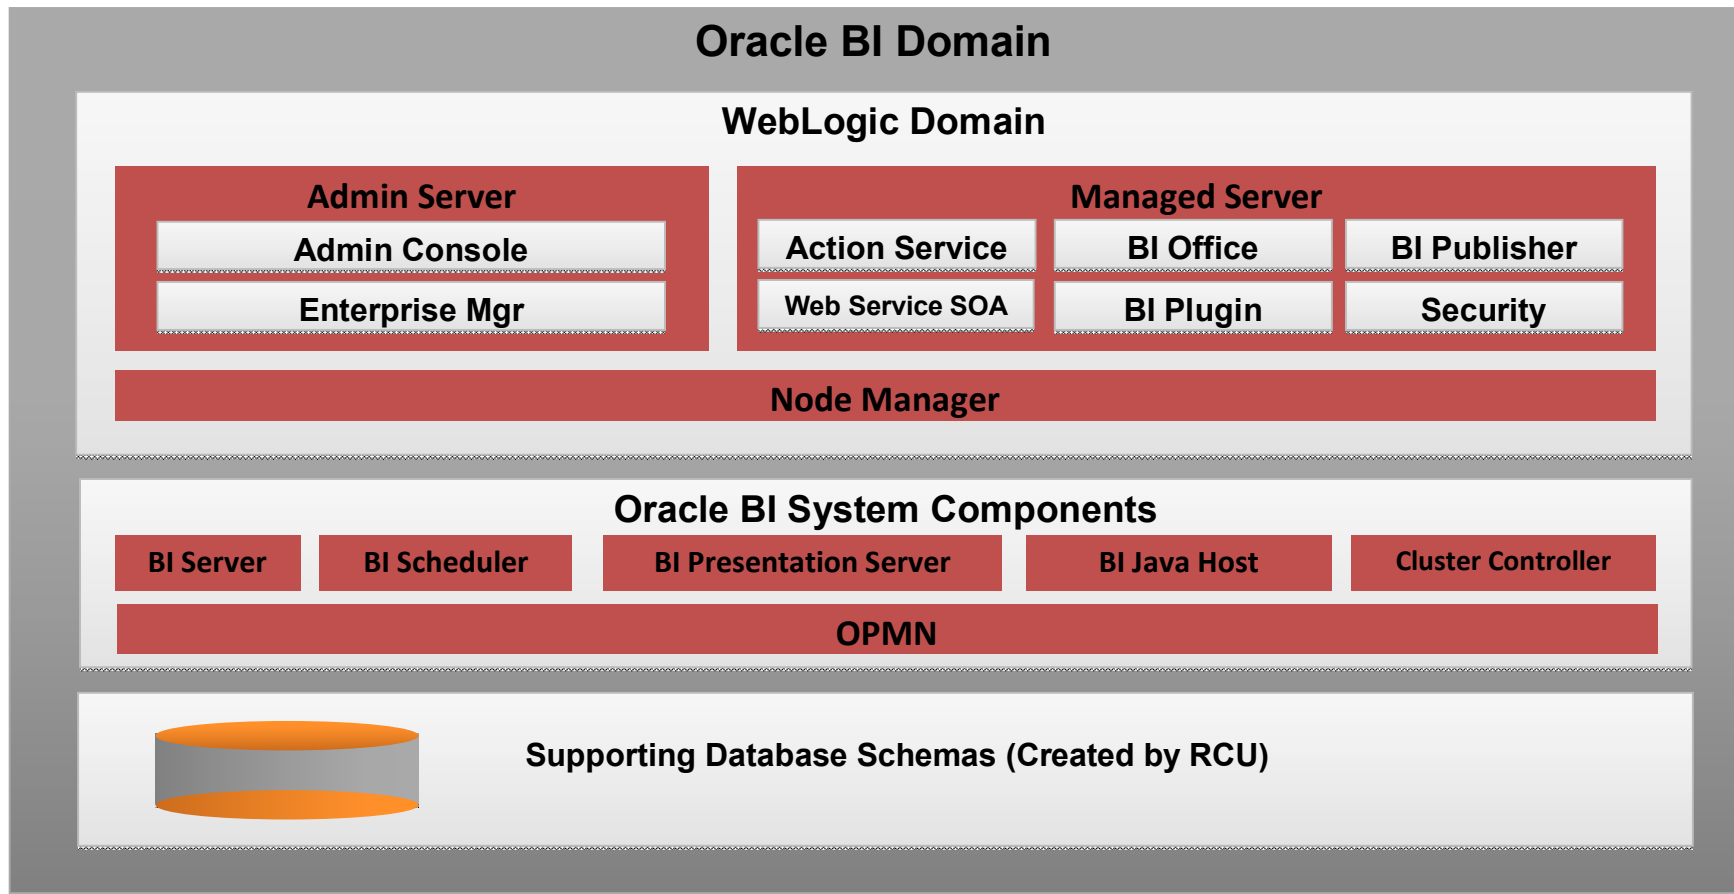 Oracle BI Domain
WebLogic Domain
Admin Server
Admin Console
Enterprise Mgr
Managed Server
Action Service
BI Office
BI Publisher
Web Service SOA
BI Plugin
Security
Node Manager
Oracle BI System Components
BI Server
BI Scheduler
BI Presentation Server
BI Java Host
Cluster Controller
OPMN
Supporting Database Schemas (Created by RCU)